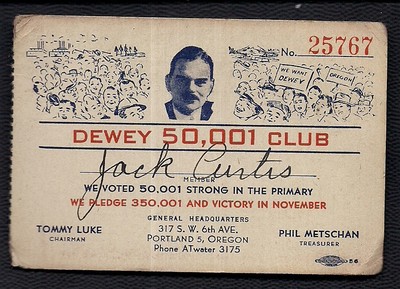 No. 25767
WE WANT
DEWEY
OREGON
DEWEY 50,001 CLUB
Jack Curtis
MEMBER
WE VOTED 50,001 STRONG IN THE PRIMARY
WE PLEDGE 350,001 AND VICTORY IN NOVEMBER
GENERAL HEADQUARTERS
317 S. W. 6th AVE.
PORTLAND 5, OREGON
Phone ATwater 3175
TOMMY LUKE
CHAIRMAN
PHIL METSCHAN
TREASURER